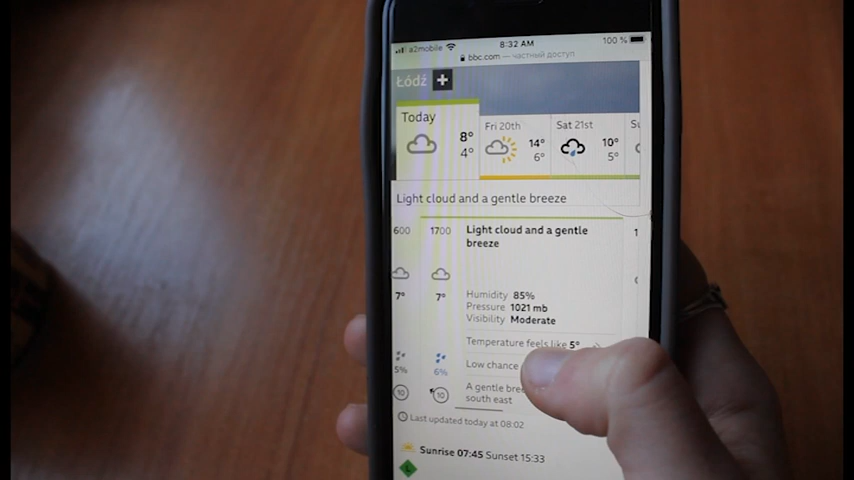 a2mobile 8:32 AM 100 %
bbc.com — частный доступ
Łódź +
Today
8°
4°
Fri 20th
14°
6°
Sat 21st
10°
5°
Su
Light cloud and a gentle breeze
600 1700
Light cloud and a gentle
breeze
7° 7°
Humidity 85%
Pressure 1021 mb
Visibility Moderate
Temperature feels like 5°
5% 6%
Low chance
10 10
A gentle bre
south east
Last updated today at 08:02
Sunrise 07:45 Sunset 15:33
L